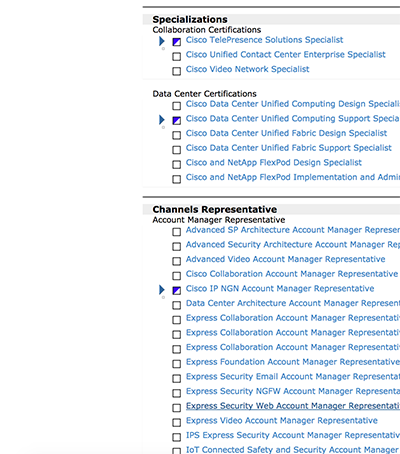 Specializations
Collaboration Certifications
Cisco TelePresence Solutions Specialist
Cisco Unified Contact Center Enterprise Specialist
Cisco Video Network Specialist
Data Center Certifications
Cisco Data Center Unified Computing Design Speciali
Cisco Data Center Unified Computing Support Specia
Cisco Data Center Unified Fabric Design Specialist
Cisco Data Center Unified Fabric Support Specialist
Cisco and NetApp FlexPod Design Specialist
Cisco and NetApp FlexPod Implementation and Admi
Channels Representative
Account Manager Representative
Advanced SP Architecture Account Manager Represen
Advanced Security Architecture Account Manager Rep
Advanced Video Account Manager Representative
Cisco Collaboration Account Manager Representative
Cisco IP NGN Account Manager Representative
Data Center Architecture Account Manager Represent
Express Collaboration Account Manager Representati
Express Collaboration Account Manager Representati
Express Collaboration Account Manager Representati
Express Foundation Account Manager Representative
Express Security Email Account Manager Representa
Express Security NGFW Account Manager Representa
Express Security Web Account Manager Representati
Express Video Account Manager Representative
IPS Express Security Account Manager Representativ
IoT Connected Safety and Security Account Manager